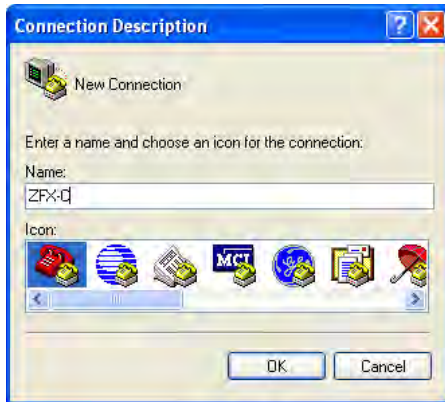 Connection Description
New Connection
Enter a name and choose an icon for the connection:
Name:
ZFX-C
Icon:
MCI
OK
Cancel